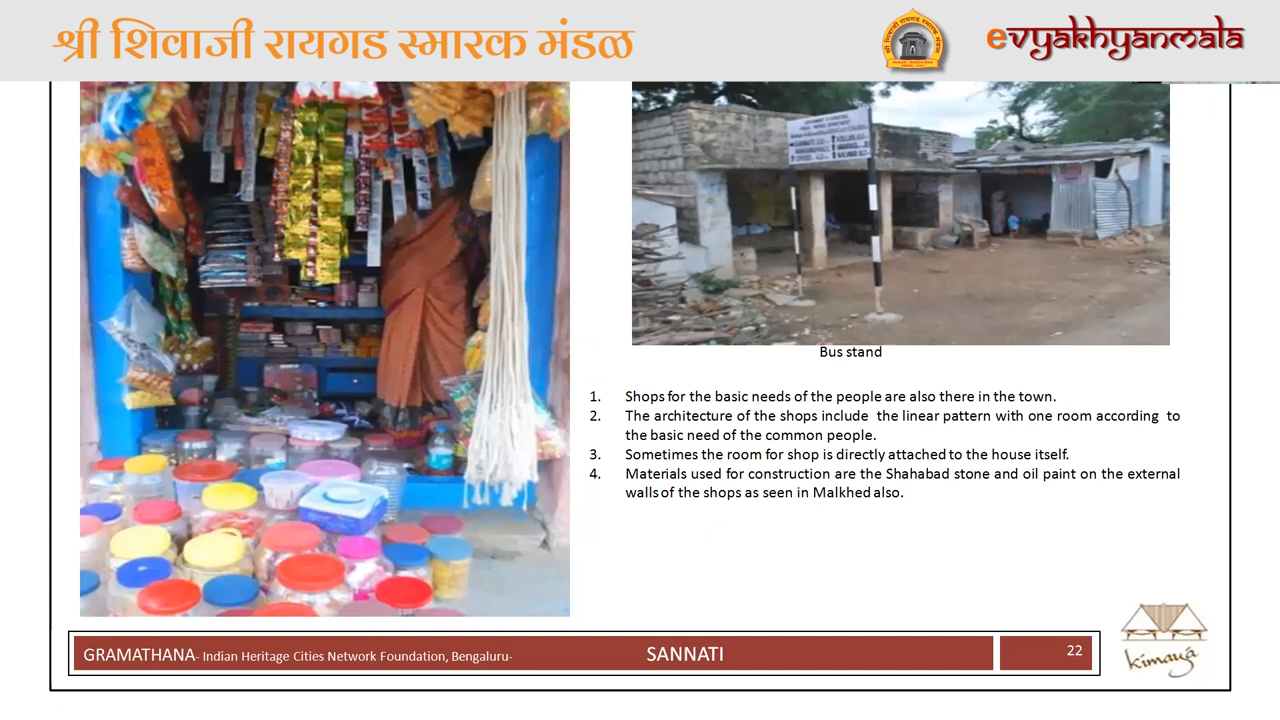 श्री शिवाजी रायगड स्मारक मंडळ
evyakhyanmala
Bus stand
1. Shops for the basic needs of the people are also there in the town.
2. The architecture of the shops include the linear pattern with one room according to
the basic need of the common people.
3. Sometimes the room for shop is directly attached to the house itself.
4. Materials used for construction are the Shahabad stone and oil paint on the external
walls of the shops as seen in Malkhed also.
GRAMATHANA- Indian Heritage Cities Network Foundation, Bengaluru- SANNATI 22
kimaya